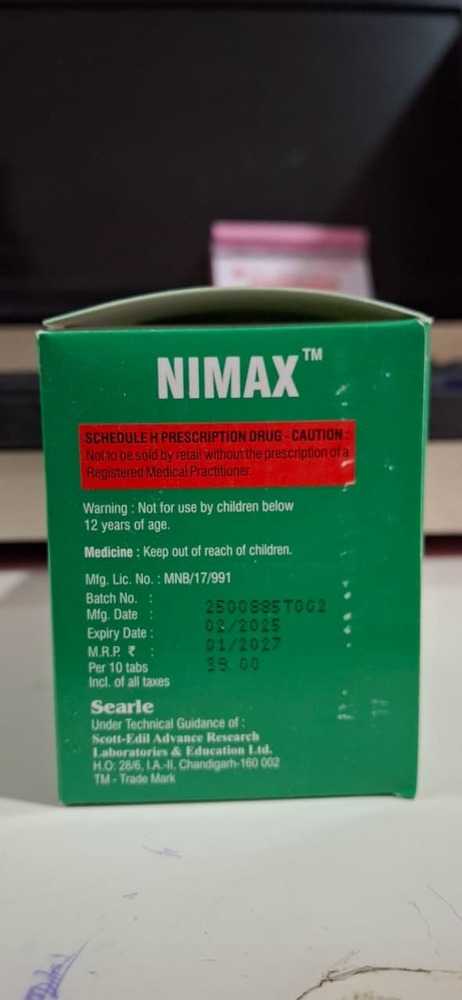 NIMAX™
SCHEDULE H PRESCRIPTION DRUG - CAUTION :
Not to be sold by retail without the prescription of a
Registered Medical Practitioner.
Warning : Not for use by children below
12 years of age.
Medicine : Keep out of reach of children.
Mfg. Lic. No. : MNB/17/991
Batch No. : 2500885T002
Mfg. Date : 02/2025
Expiry Date : 01/2027
M.R.P. ₹ : 39.00
Per 10 tabs
Incl. of all taxes
Searle
Under Technical Guidance of :
Scott-Edil Advance Research
Laboratories & Education Ltd.
H.O: 28/6, I.A.-II, Chandigarh-160 002
TM - Trade Mark